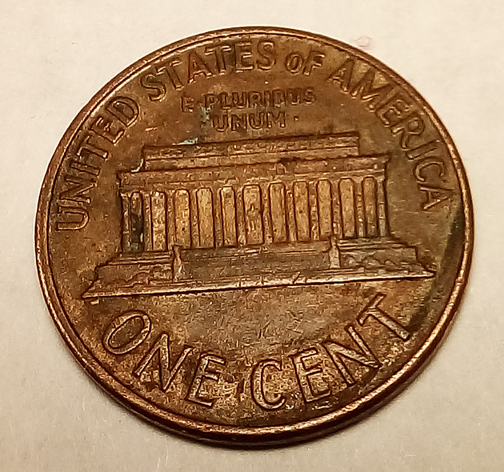 UNITED STATES oF AMERICA
E·PLURIBUS
UNUM·
ONE CENT